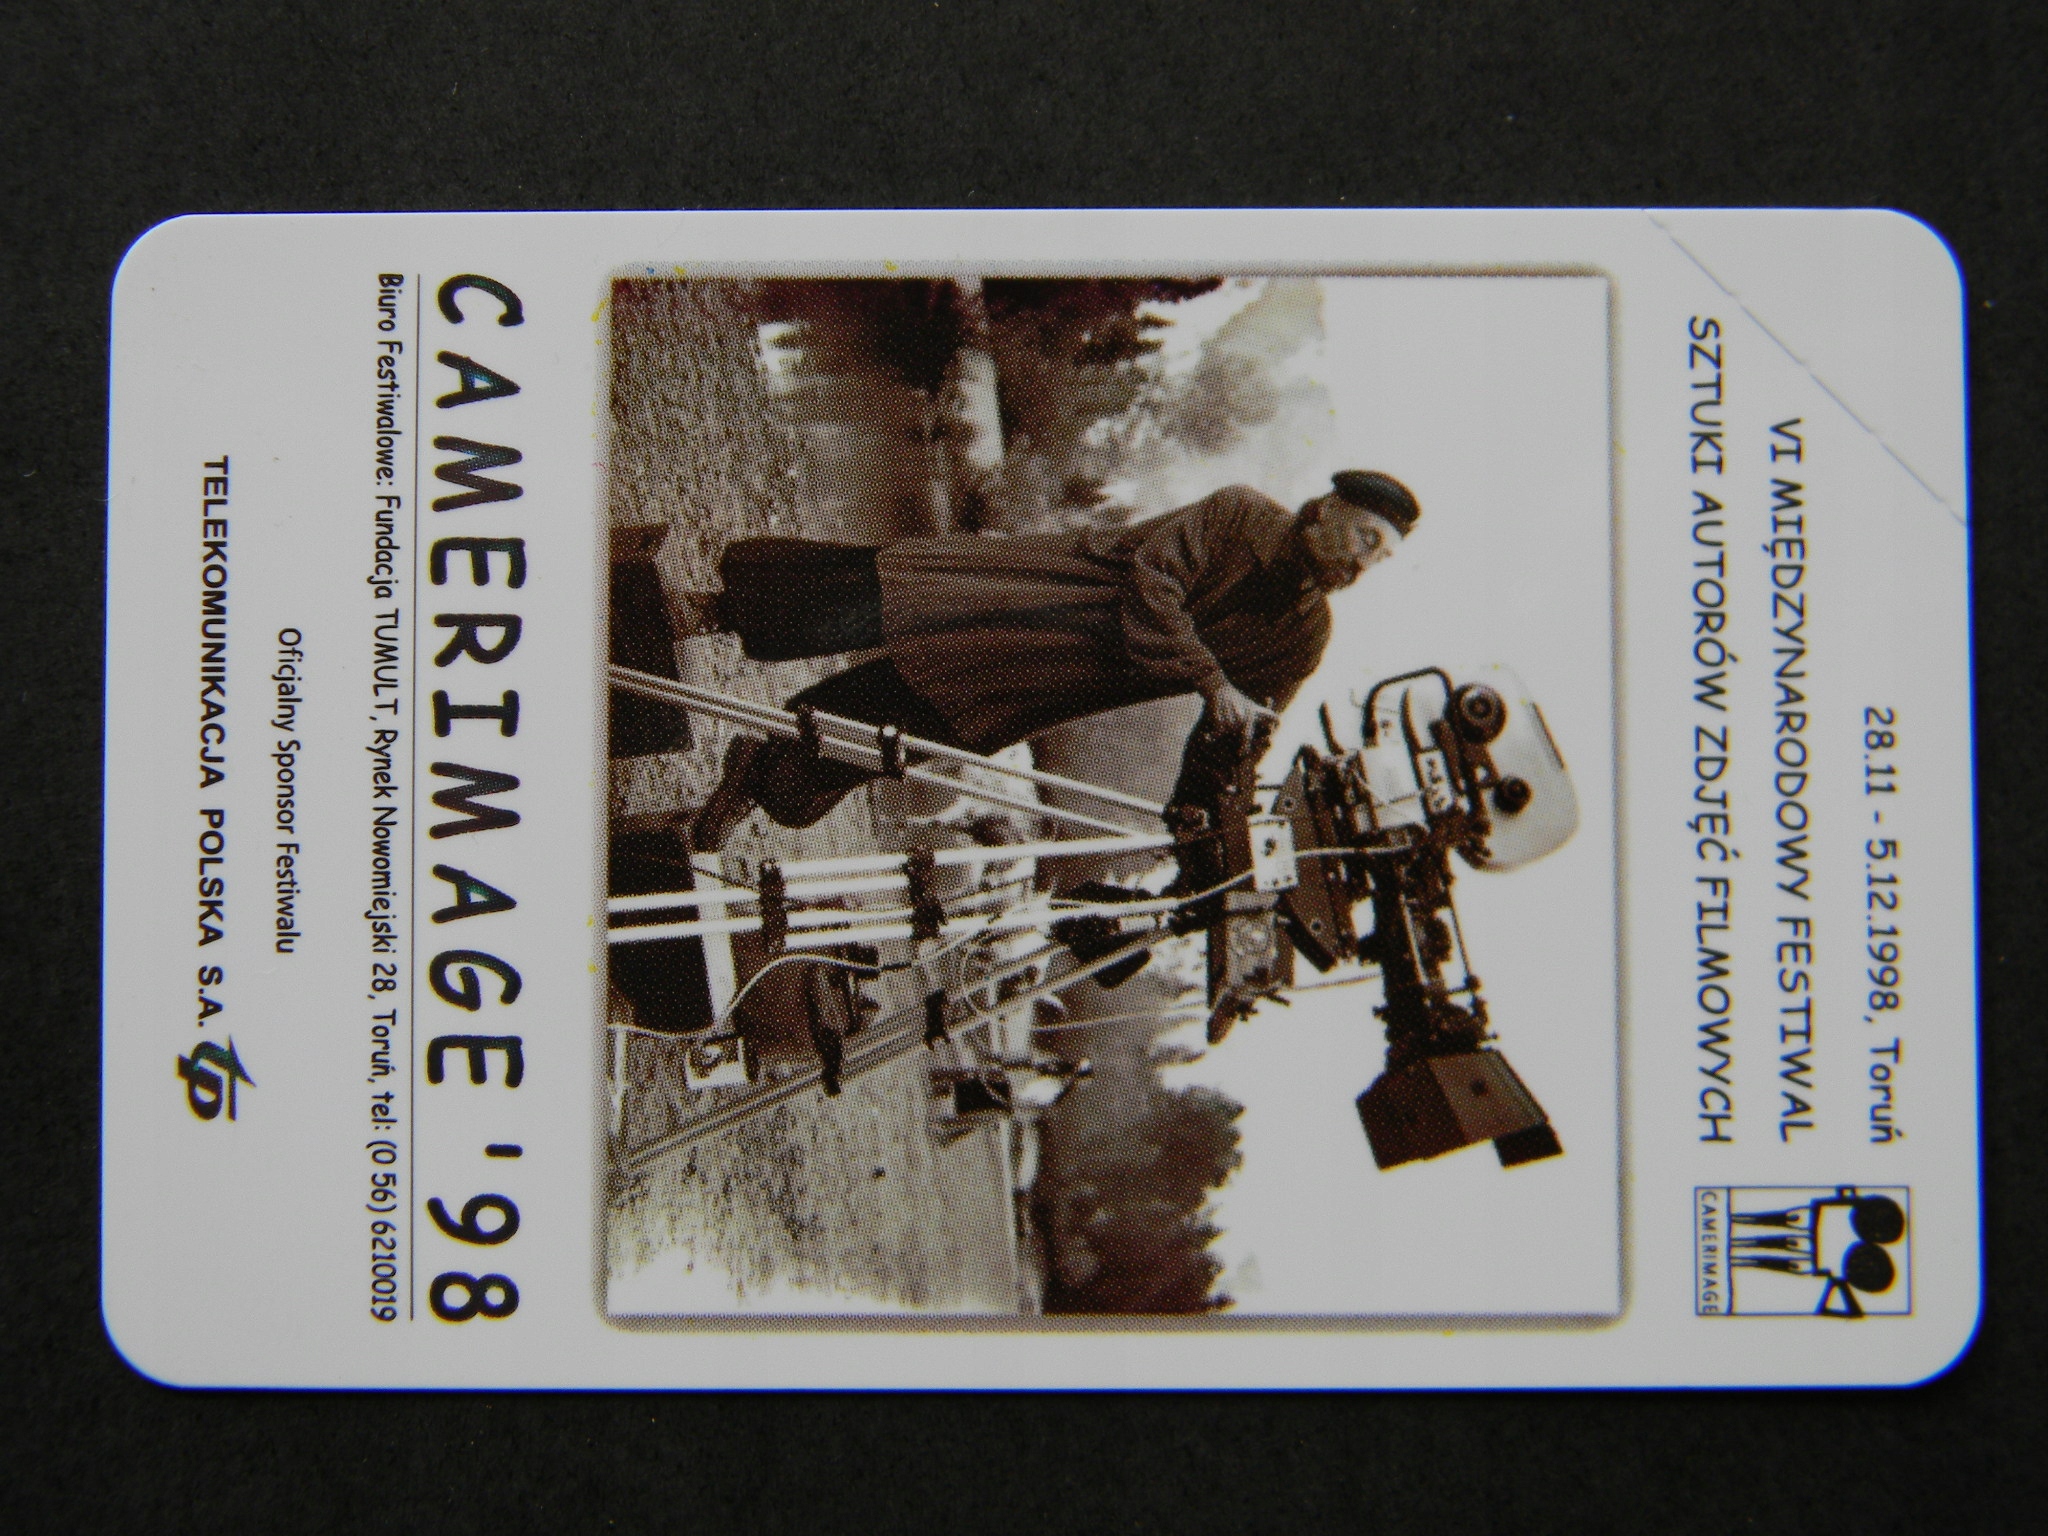 28.11 - 5.12.1998, Toruń
VI MIĘDZYNARODOWY FESTIWAL
SZTUKI AUTORÓW ZDJĘĆ FILMOWYCH
CAMERIMAGE
CAMERIMAGE '98
Biuro Festiwalowe: Fundacja TUMULT, Rynek Nowomiejski 28, Toruń, tel: (0 56) 6210019
Oficjalny Sponsor Festiwalu
TELEKOMUNIKACJA POLSKA S.A. tp